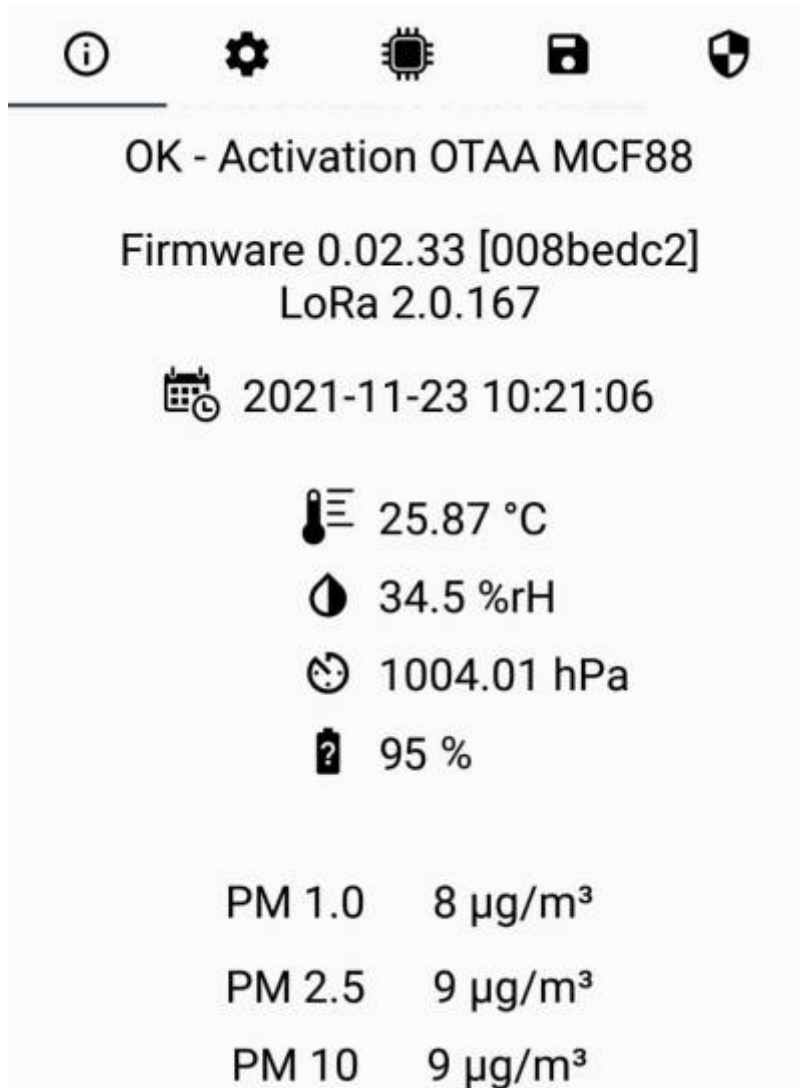 OK - Activation OTAA MCF88
Firmware 0.02.33 [008bedc2]
LoRa 2.0.167
2021-11-23 10:21:06
25.87 °C
34.5 %rH
1004.01 hPa
95 %
PM 1.0 8 µg/m³
PM 2.5 9 µg/m³
PM 10 9 µg/m³